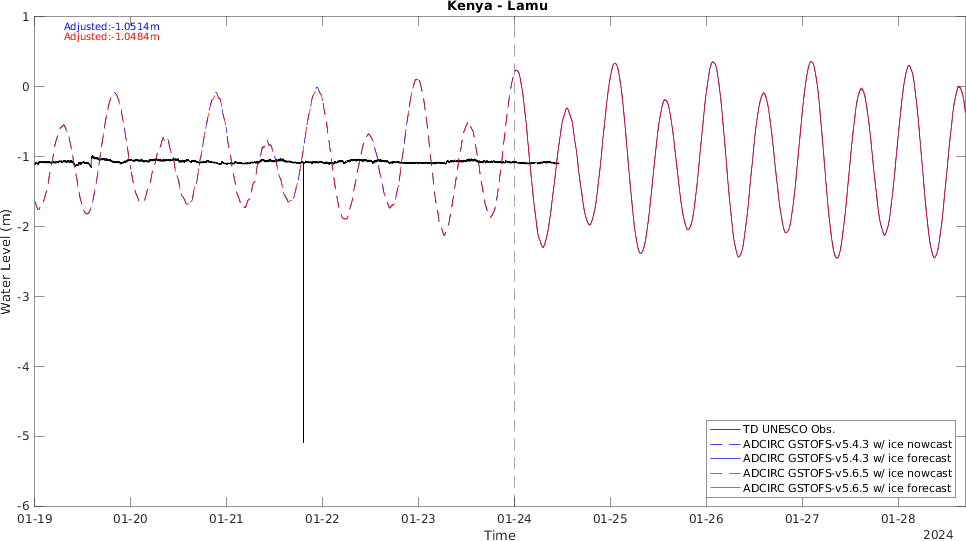 Kenya - Lamu
Adjusted:-1.0514m
Adjusted:-1.0484m
1
0
-1
-2
-3
-4
-5
-6
Water Level (m)
TD UNESCO Obs.
ADCIRC GSTOFS-v5.4.3 w/ ice nowcast
ADCIRC GSTOFS-v5.4.3 w/ ice forecast
ADCIRC GSTOFS-v5.6.5 w/ ice nowcast
ADCIRC GSTOFS-v5.6.5 w/ ice forecast
01-19 01-20 01-21 01-22 01-23 01-24 01-25 01-26 01-27 01-28
Time
2024